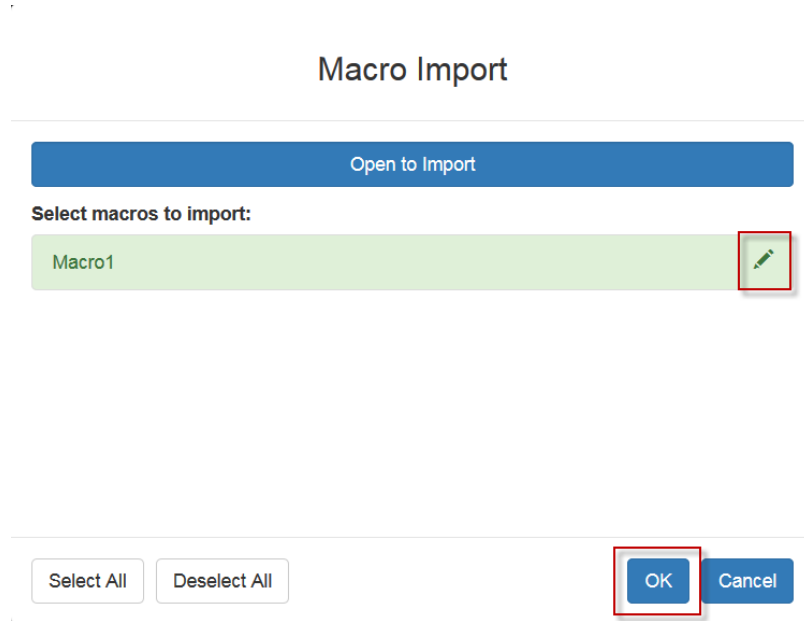 Macro Import
Open to Import
Select macros to import:
Macro1
Select All Deselect All OK Cancel